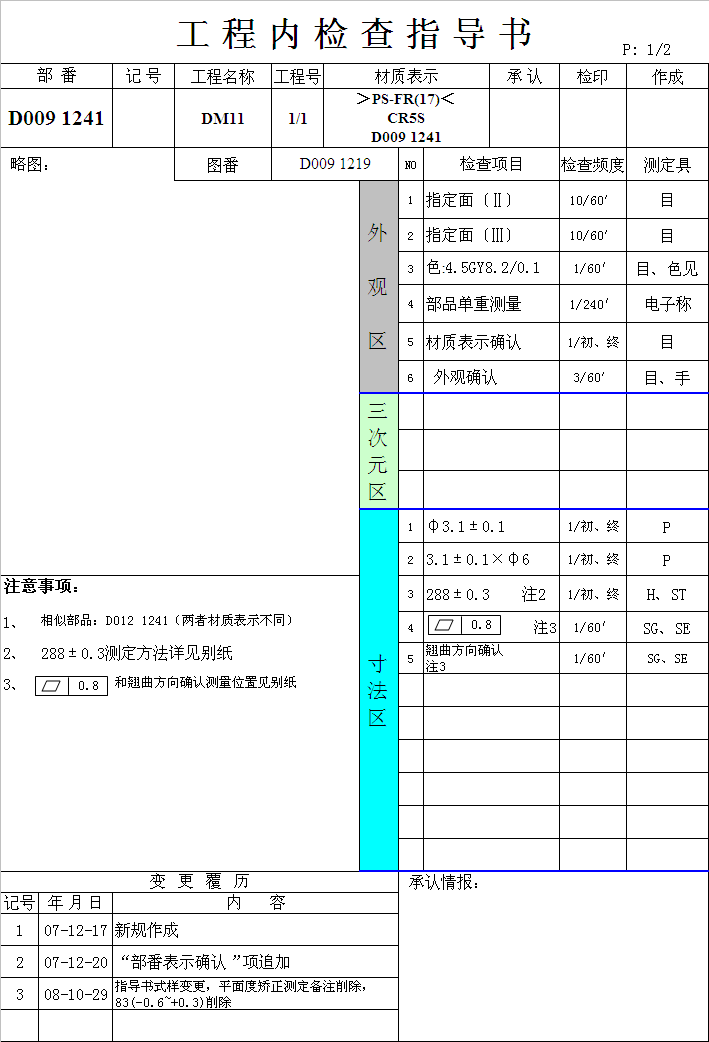 工程内检查指导书
P: 1/2
部番 记号 工程名称 工程号 材质表示 承认 检印 作成
D009 1241 DM11 1/1 ＞PS-FR(17)＜
CR5S
D009 1241
略图: 图番 D009 1219 NO 检查项目 检查频度 测定具
外观区
1 指定面（Ⅱ） 10/60′ 目
2 指定面（Ⅲ） 10/60′ 目
3 色:4.5GY8.2/0.1 1/60′ 目、色见
4 部品单重测量 1/240′ 电子称
5 材质表示确认 1/初、终 目
6 外观确认 3/60′ 目、手
三次元区
寸法区
1 φ3.1±0.1 1/初、终 P
2 3.1±0.1×φ6 1/初、终 P
3 288±0.3 注2 1/初、终 H、ST
4 ▱ 0.8 注3 1/60′ SG、SE
5 翘曲方向确认
注3 1/60′ SG、SE
注意事项:
1、 相似部品: D012 1241（两者材质表示不同）
2、 288±0.3测定方法详见别纸
3、 ▱ 0.8 和翘曲方向确认测量位置见别纸
变更覆历
记号 年月日 内 容
1 07-12-17 新规作成
2 07-12-20 “部番表示确认”项追加
3 08-10-29 指导书式样变更，平面度矫正测定备注削除，
83(-0.6~+0.3)削除
承认情报: